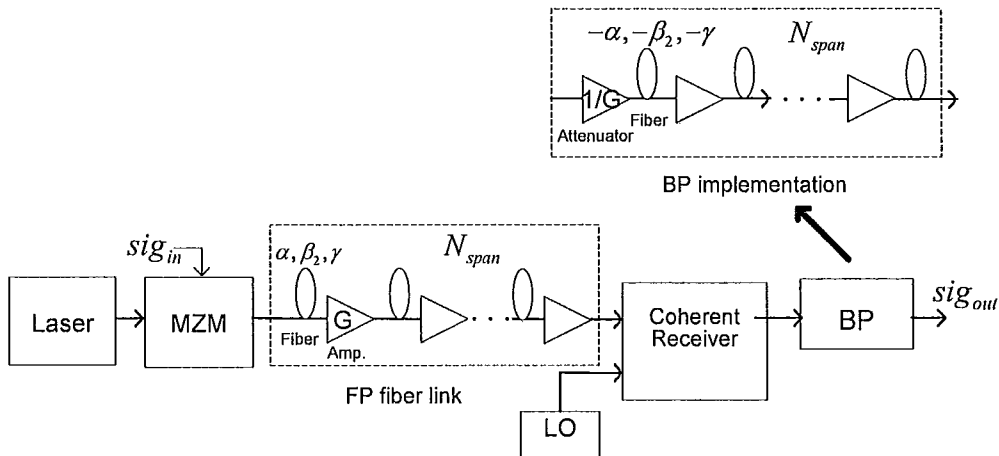 −α, −β₂, −γ
N_span
1/G
Attenuator
Fiber
BP implementation
sig_in
α, β₂, γ
N_span
Laser
MZM
G
Fiber
Amp.
Coherent
Receiver
BP
sig_out
FP fiber link
LO